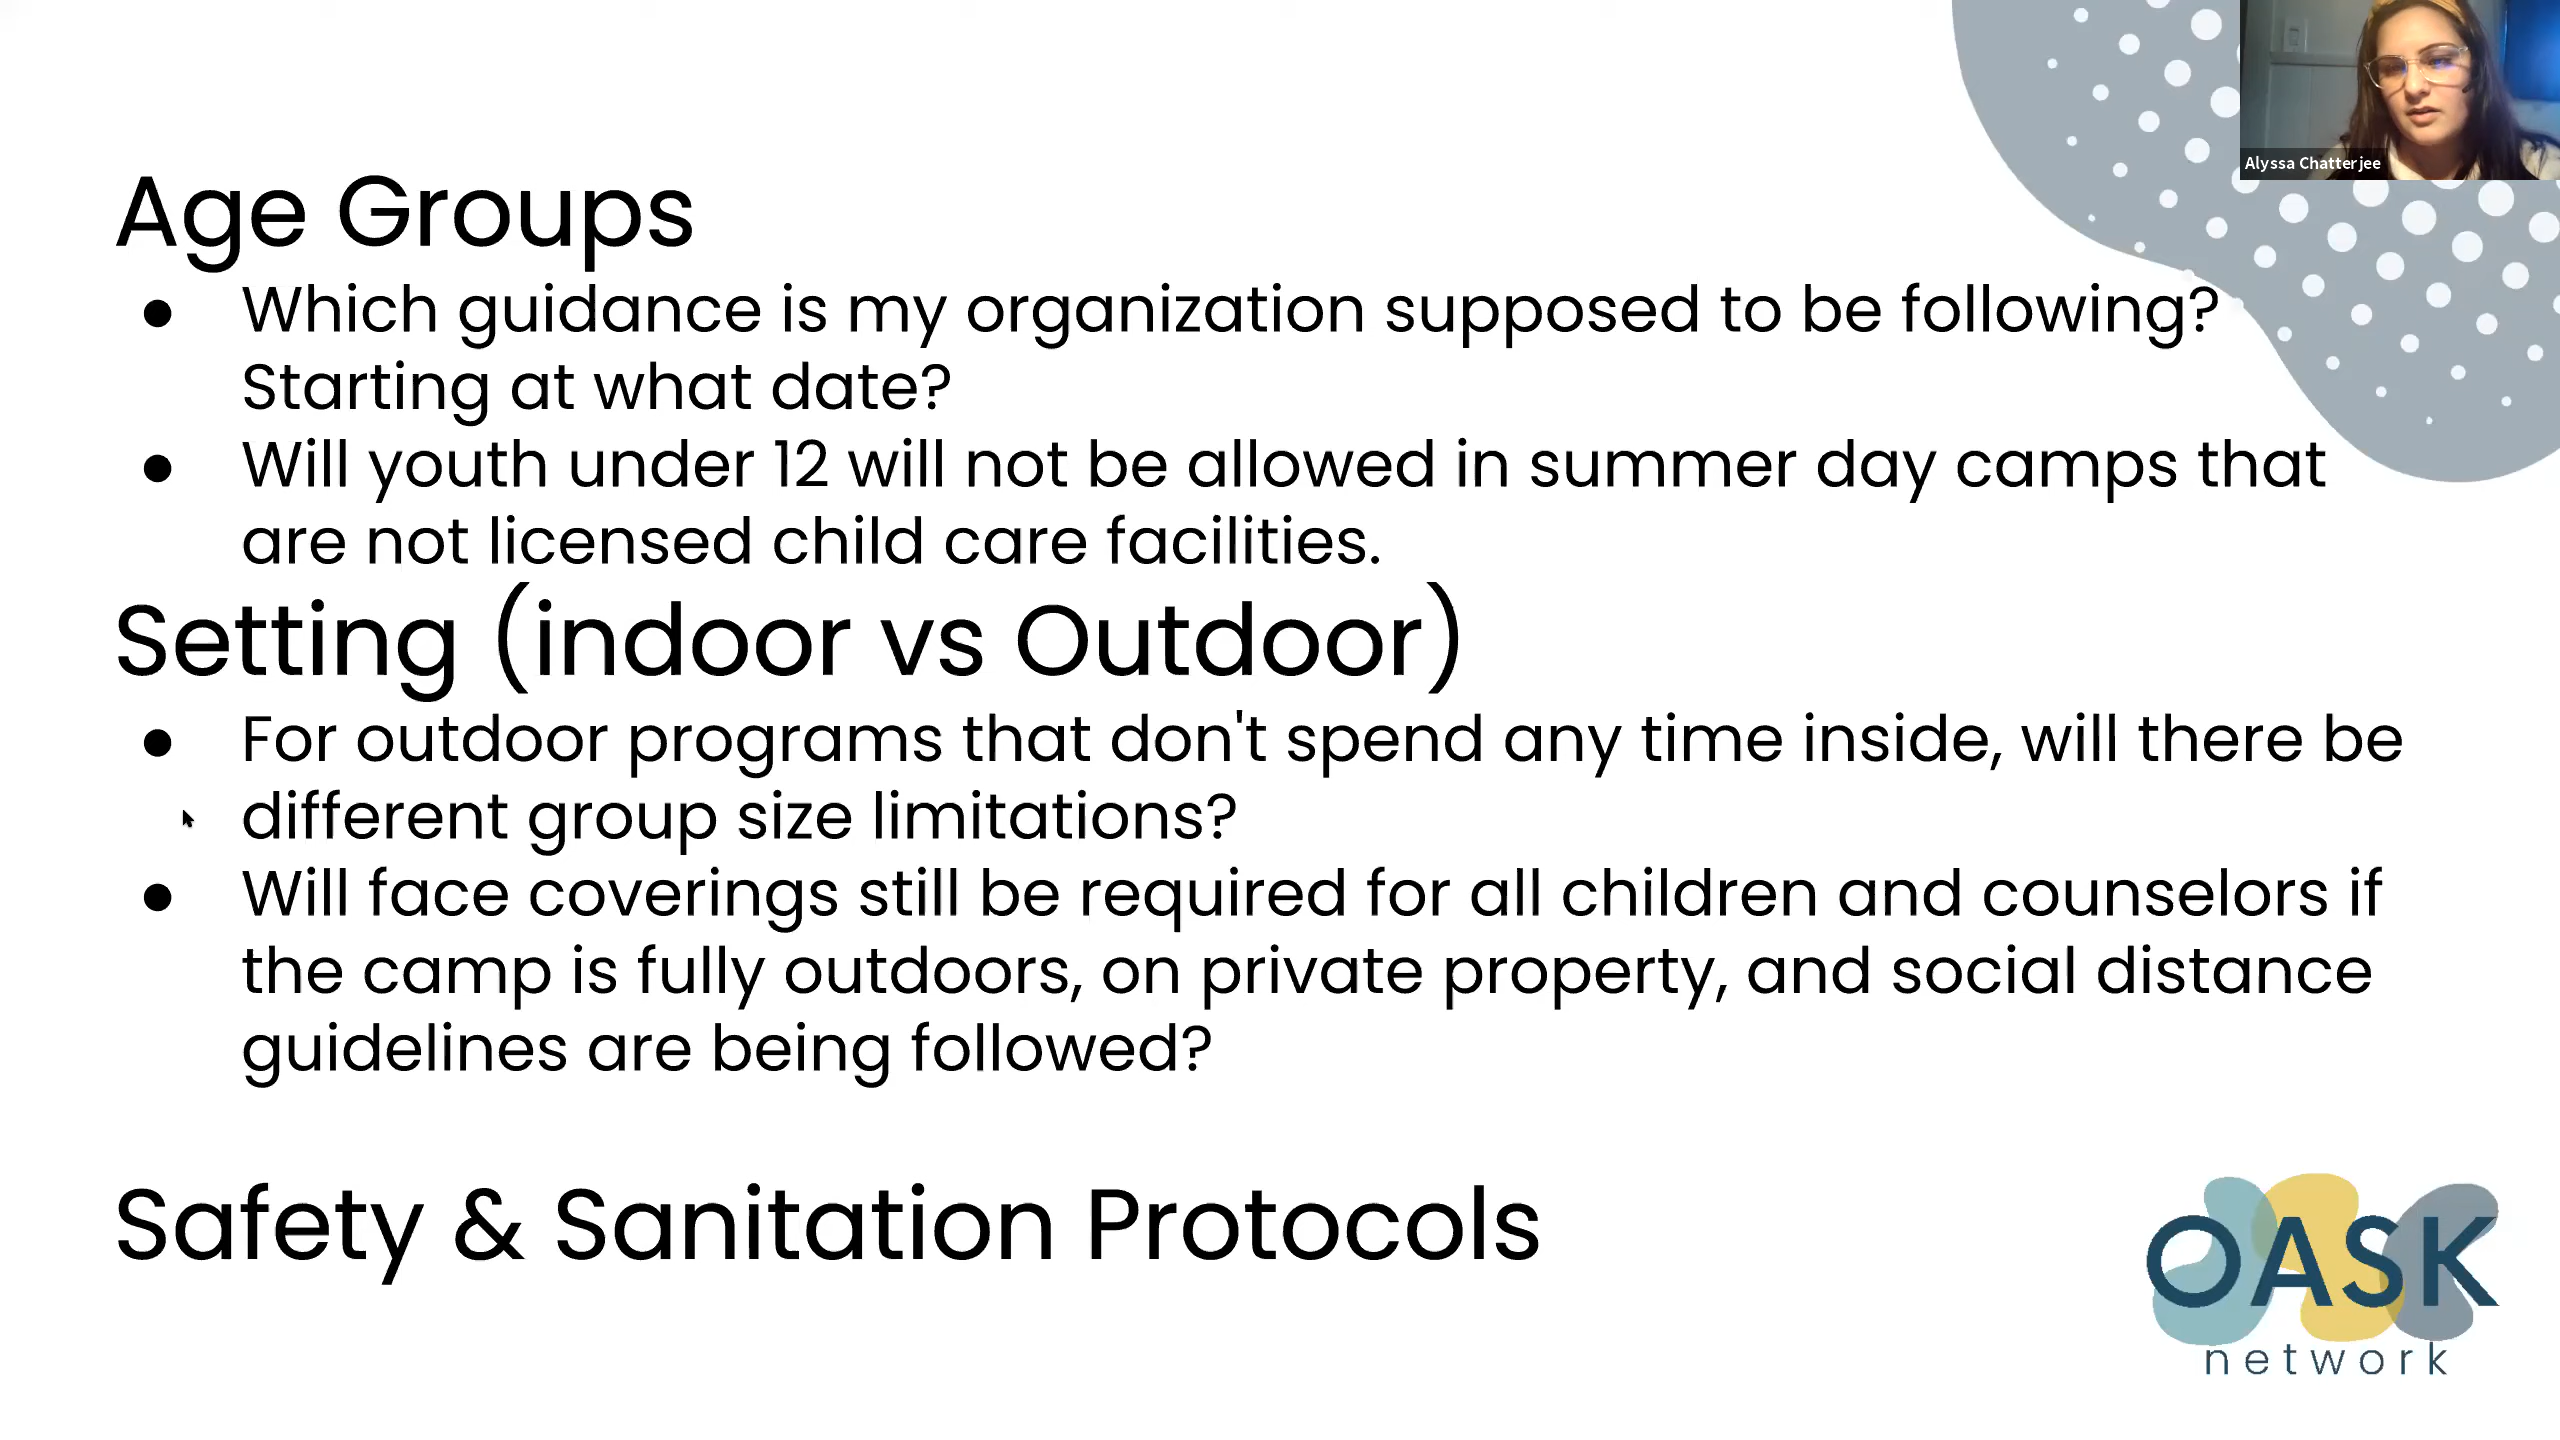 Alyssa Chatterjee
Age Groups
● Which guidance is my organization supposed to be following?
Starting at what date?
● Will youth under 12 will not be allowed in summer day camps that
are not licensed child care facilities.
Setting (indoor vs Outdoor)
● For outdoor programs that don't spend any time inside, will there be
different group size limitations?
● Will face coverings still be required for all children and counselors if
the camp is fully outdoors, on private property, and social distance
guidelines are being followed?
Safety & Sanitation Protocols
OASK
network